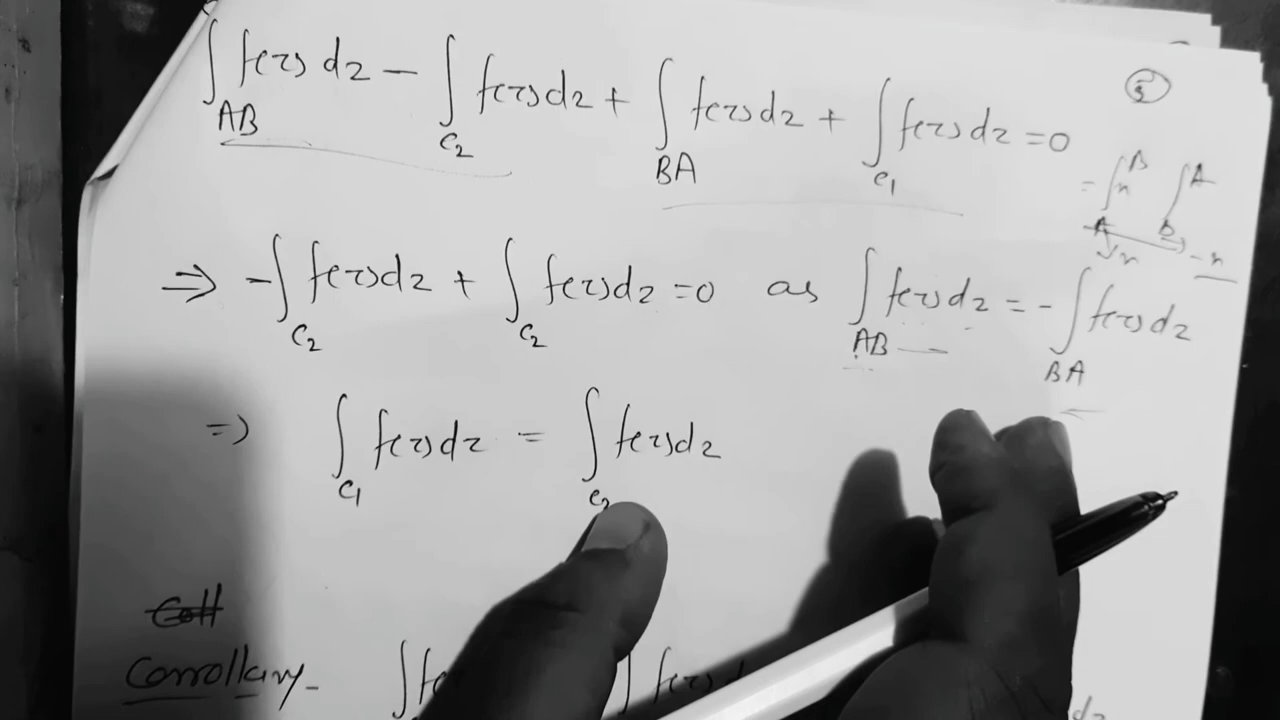 ∫_AB f(z) dz − ∫_C₂ f(z) dz + ∫_BA f(z) dz + ∫_C₁ f(z) dz = 0
⇒ −∫_C₂ f(z) dz + ∫_C₂ f(z) dz = 0 as ∫_AB f(z) dz = −∫_BA f(z) dz
⇒ ∫_C₁ f(z) dz = ∫_C₂ f(z) dz
Corrollary -